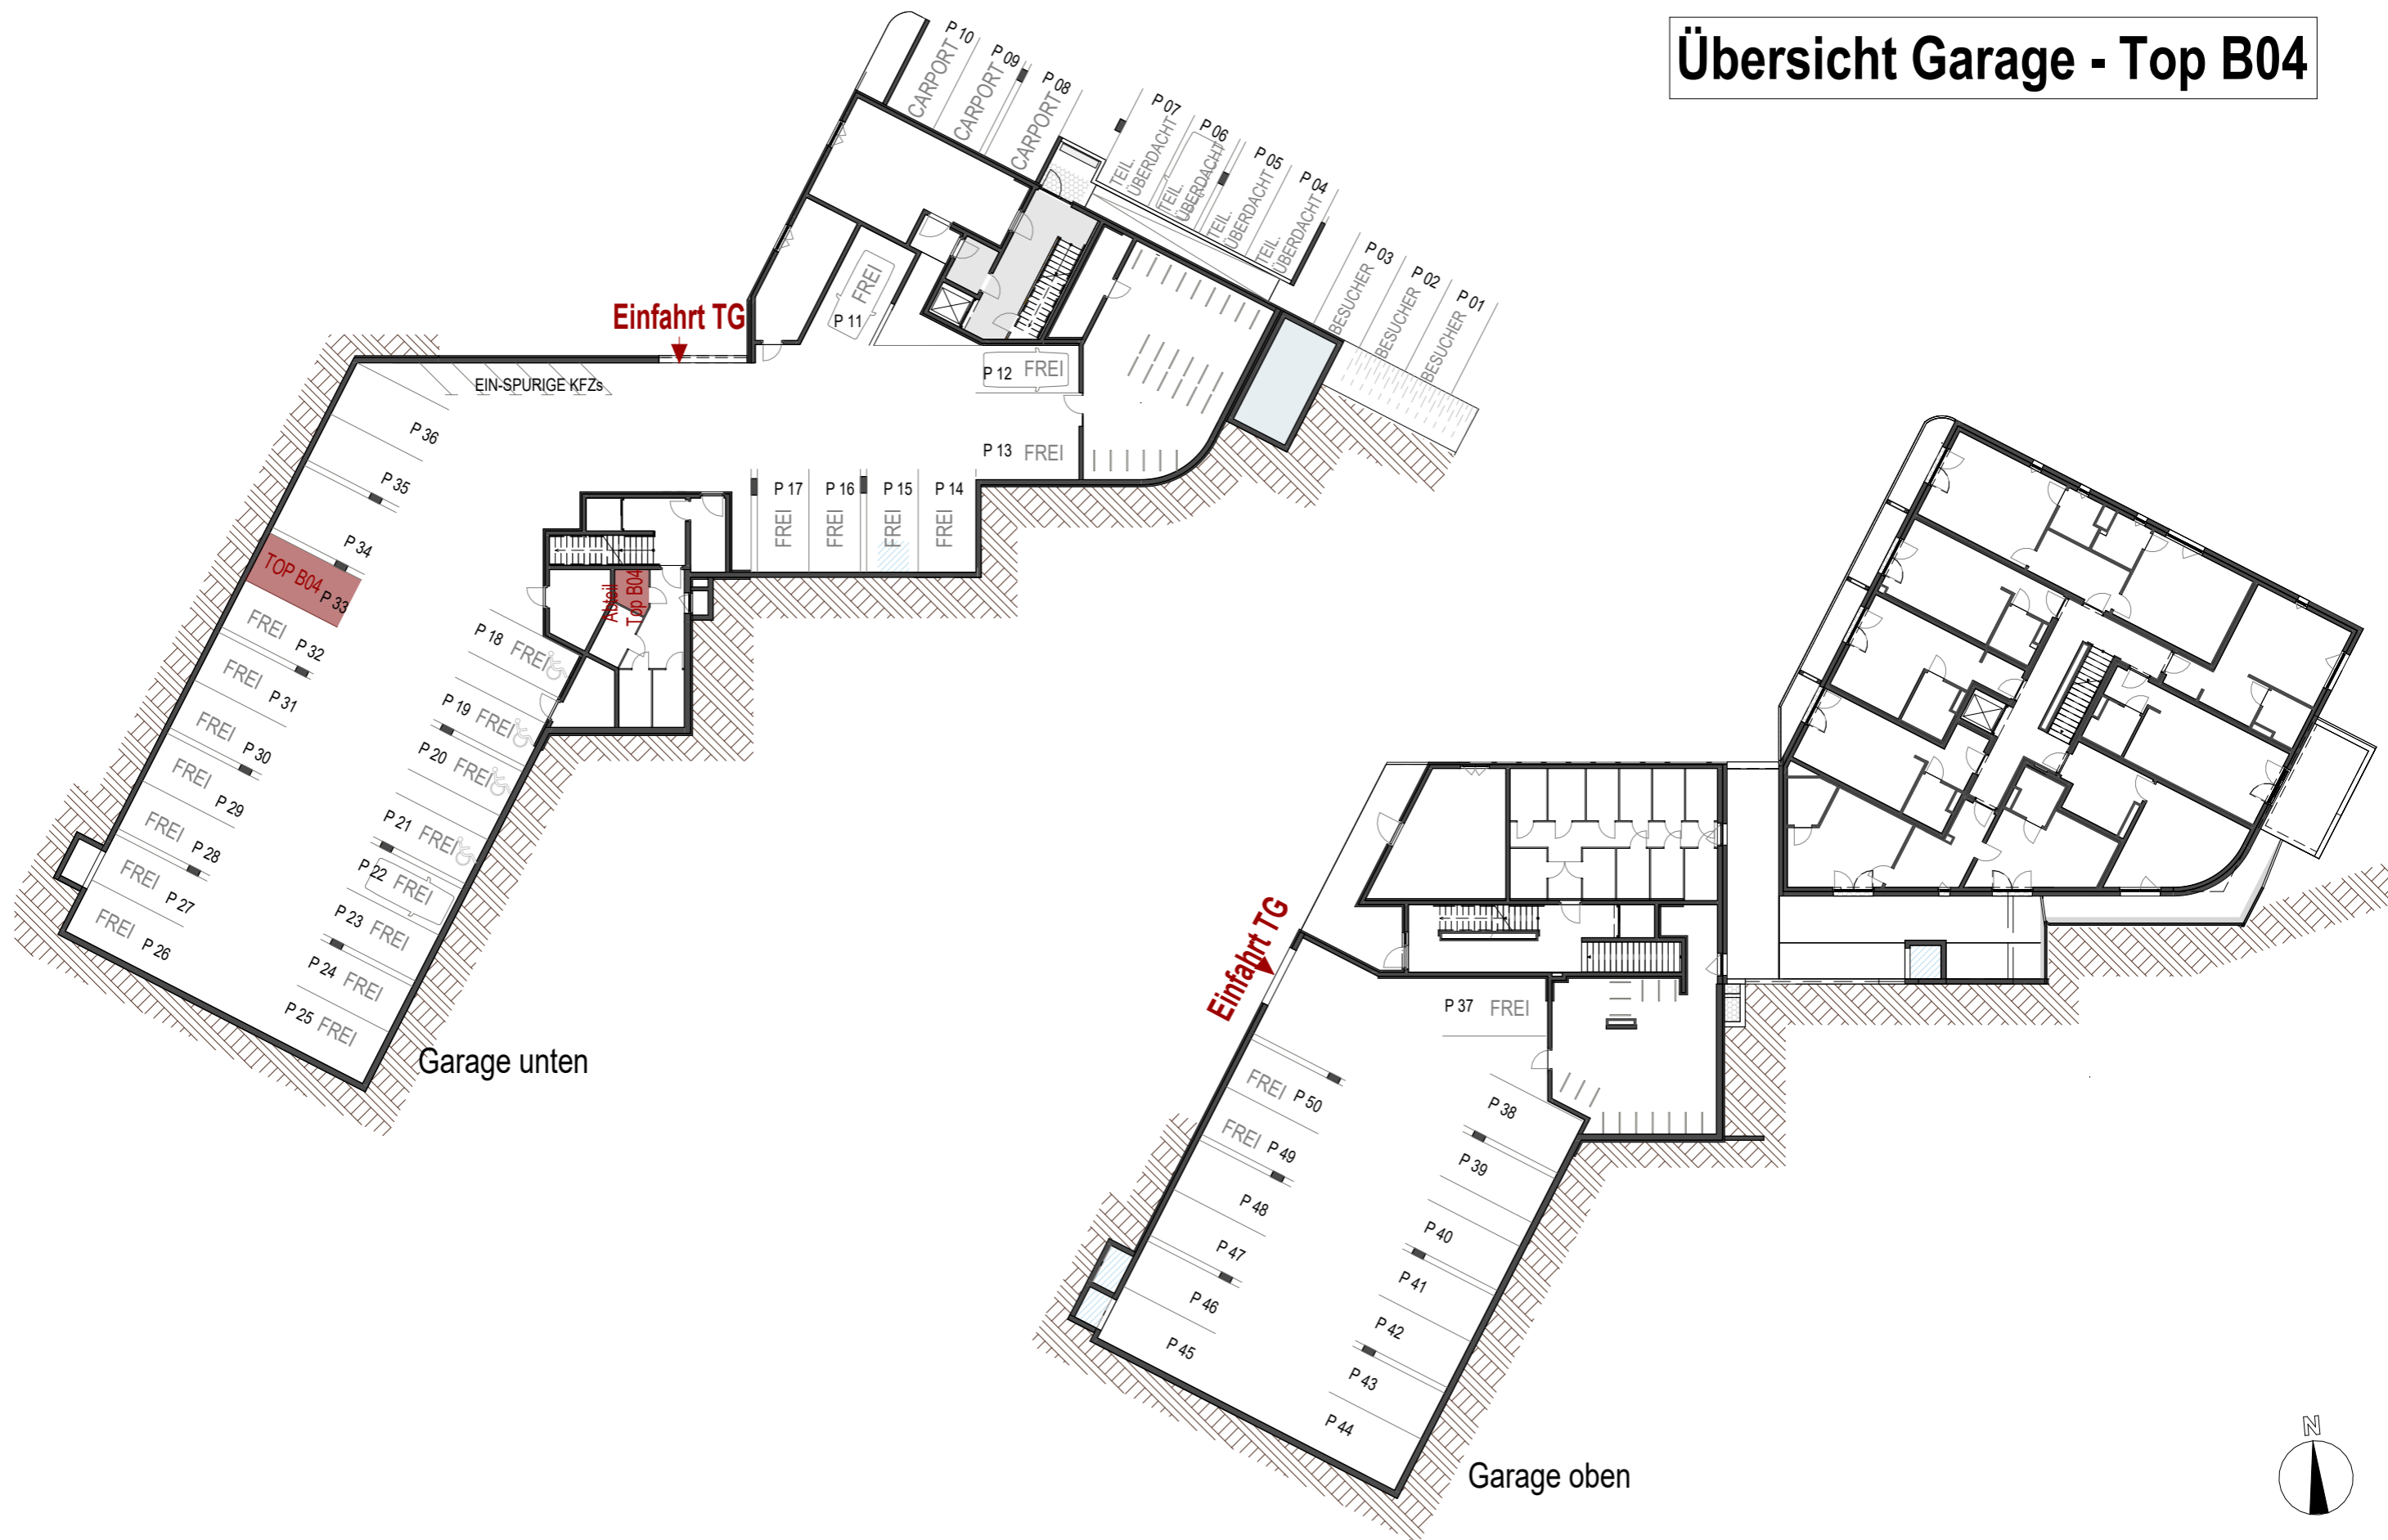 Übersicht Garage - Top B04
P 10
CARPORT
P 09
CARPORT
P 08
CARPORT
P 07
TEIL.
ÜBERDACHT
P 06
TEIL.
ÜBERDACHT
P 05
TEIL.
ÜBERDACHT
P 04
TEIL.
ÜBERDACHT
P 03
BESUCHER
P 02
BESUCHER
P 01
BESUCHER
Einfahrt TG
FREI
P 11
P 12 FREI
P 13 FREI
EIN-SPURIGE KFZs
P 17
FREI
P 16
FREI
P 15
FREI
P 14
FREI
P 36
P 35
P 34
TOP B04
P 33
Abteil
Top B04
FREI
P 32
FREI
P 31
FREI
P 30
FREI
P 29
FREI
P 28
FREI
P 27
FREI
P 26
P 18 FREI
P 19 FREI
P 20 FREI
P 21 FREI
P 22 FREI
P 23 FREI
P 24 FREI
P 25 FREI
Garage unten
Einfahrt TG
P 37 FREI
FREI P 50
FREI P 49
P 48
P 47
P 46
P 45
P 38
P 39
P 40
P 41
P 42
P 43
P 44
Garage oben
N